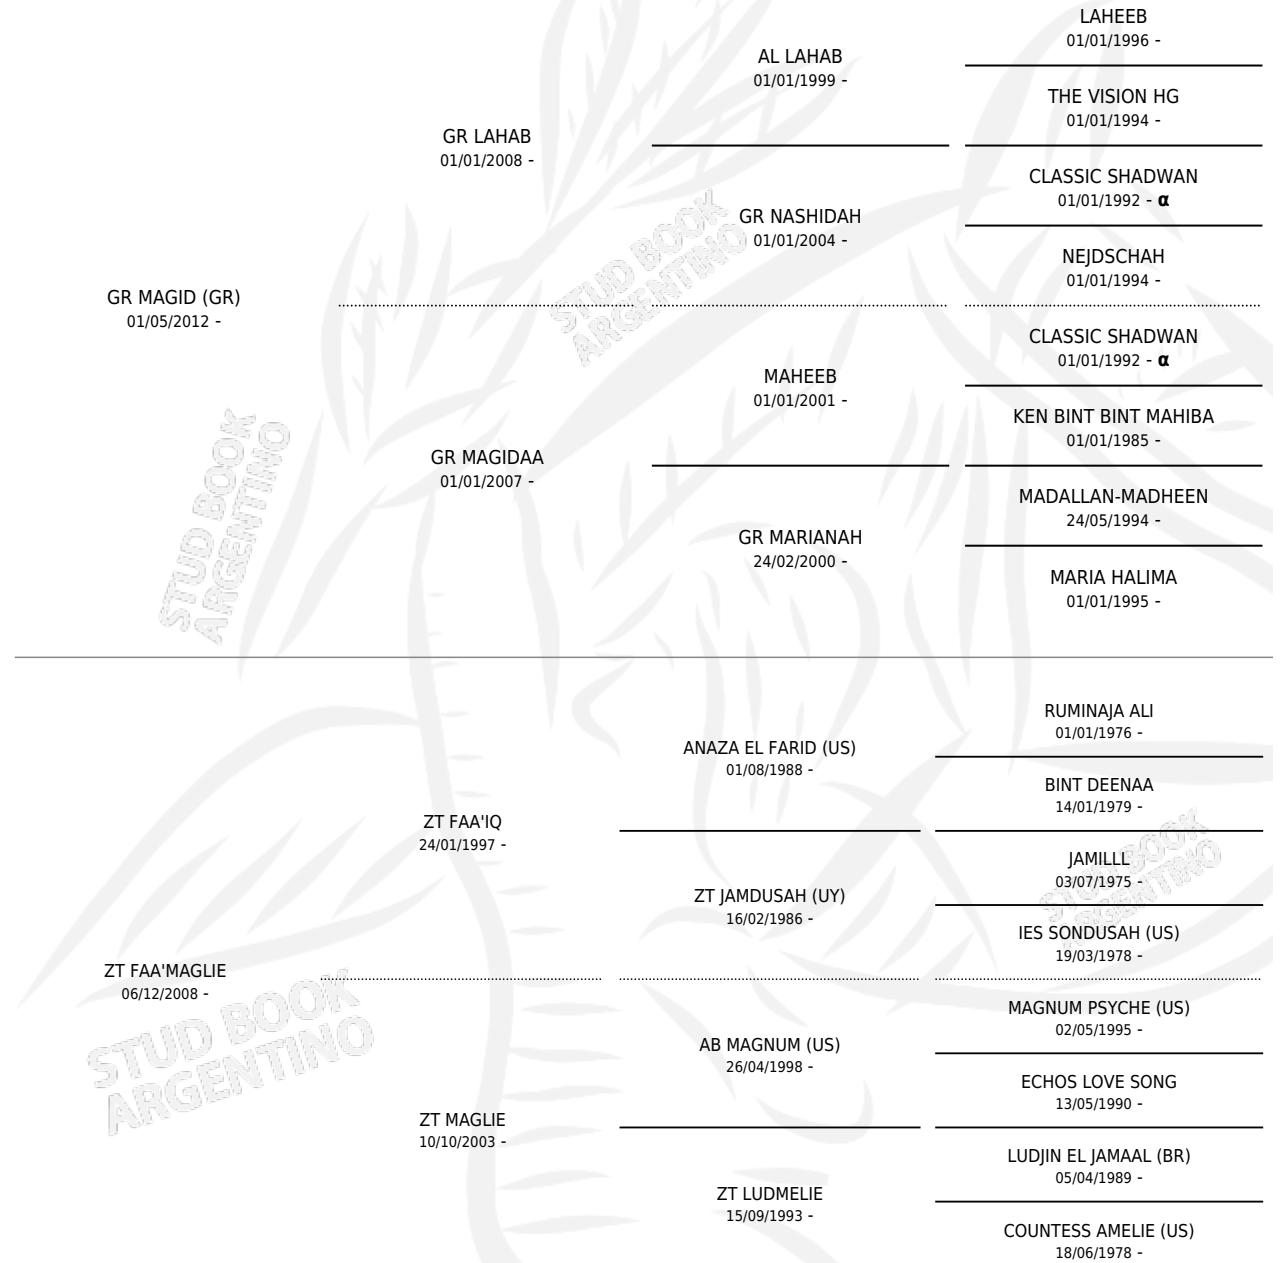 LAHEEB
01/01/1996 -
AL LAHAB
01/01/1999 -
THE VISION HG
01/01/1994 -
GR LAHAB
01/01/2008 -
CLASSIC SHADWAN
01/01/1992 - α
GR NASHIDAH
01/01/2004 -
NEJDSCHAH
01/01/1994 -
GR MAGID (GR)
01/05/2012 -
CLASSIC SHADWAN
01/01/1992 - α
MAHEEB
01/01/2001 -
KEN BINT BINT MAHIBA
01/01/1985 -
GR MAGIDAA
01/01/2007 -
MADALLAN-MADHEEN
24/05/1994 -
GR MARIANAH
24/02/2000 -
MARIA HALIMA
01/01/1995 -
RUMINAJA ALI
01/01/1976 -
ANAZA EL FARID (US)
01/08/1988 -
BINT DEENAA
14/01/1979 -
ZT FAA'IQ
24/01/1997 -
JAMILLL
03/07/1975 -
ZT JAMDUSAH (UY)
16/02/1986 -
IES SONDUSAH (US)
19/03/1978 -
ZT FAA'MAGLIE
06/12/2008 -
MAGNUM PSYCHE (US)
02/05/1995 -
AB MAGNUM (US)
26/04/1998 -
ECHOS LOVE SONG
13/05/1990 -
ZT MAGLIE
10/10/2003 -
LUDJIN EL JAMAAL (BR)
05/04/1989 -
ZT LUDMELIE
15/09/1993 -
COUNTESS AMELIE (US)
18/06/1978 -
STUD BOOK
ARGENTINO
STUD BOOK
ARGENTINO
STUD BOOK
ARGENTINO
STUD BOOK
ARGENTINO